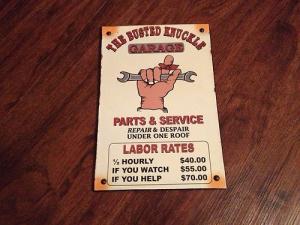 THE BUSTED KNUCKLE
GARAGE
PARTS & SERVICE
REPAIR & DESPAIR
UNDER ONE ROOF
LABOR RATES
½ HOURLY $40.00
IF YOU WATCH $55.00
IF YOU HELP $70.00